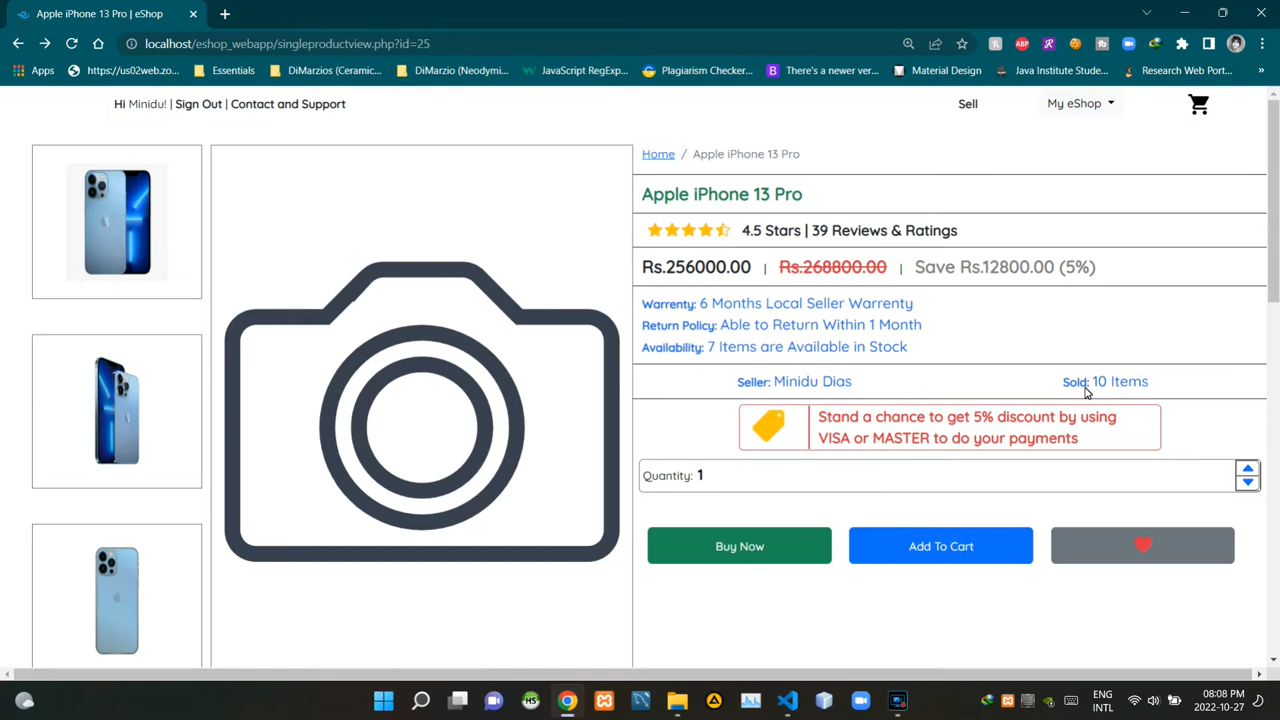 Apple iPhone 13 Pro | eShop
localhost/eshop_webapp/singleproductview.php?id=25
ABP
Apps https://us02web.zo... Essentials DiMarzios (Ceramic... DiMarzio (Neodymi... JavaScript RegExp... Plagiarism Checker... B There's a newer ver... Material Design Java Institute Stude... Research Web Port... »
Hi Minidu! | Sign Out | Contact and Support Sell My eShop
Home / Apple iPhone 13 Pro
Apple iPhone 13 Pro
4.5 Stars | 39 Reviews & Ratings
Rs.256000.00 | Rs.268800.00 | Save Rs.12800.00 (5%)
Warrenty: 6 Months Local Seller Warrenty
Return Policy: Able to Return Within 1 Month
Availability: 7 Items are Available in Stock
Seller: Minidu Dias Sold: 10 Items
Stand a chance to get 5% discount by using
VISA or MASTER to do your payments
Quantity: 1
Buy Now Add To Cart
HS
ENG
INTL
08:08 PM
2022-10-27